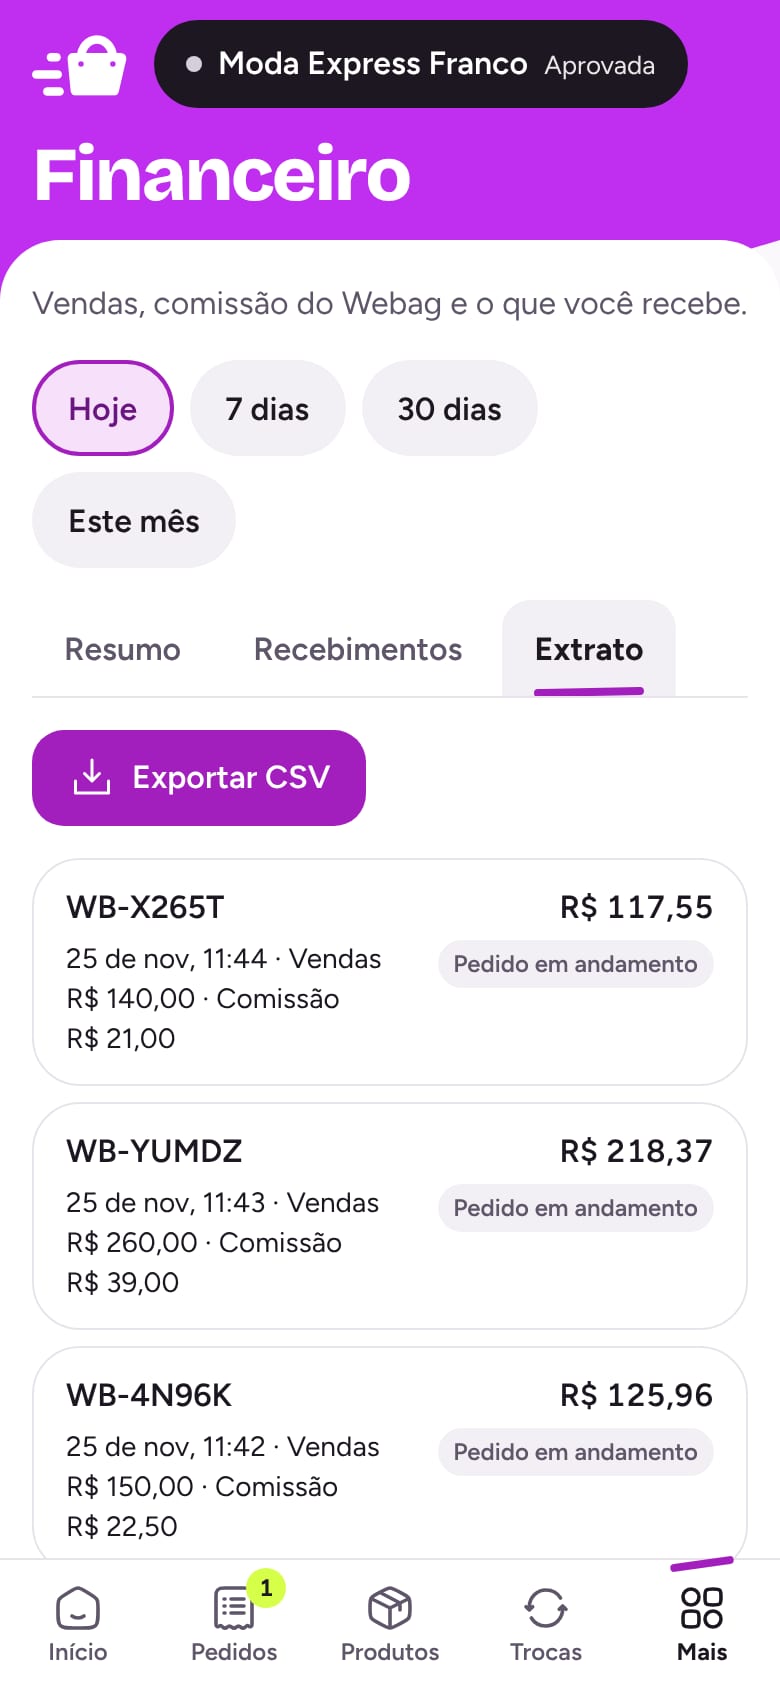 Moda Express Franco Aprovada
Financeiro
Vendas, comissão do Webag e o que você recebe.
Hoje
7 dias
30 dias
Este mês
Resumo
Recebimentos
Extrato
Exportar CSV
WB-X265T
R$ 117,55
25 de nov, 11:44 · Vendas
R$ 140,00 · Comissão
R$ 21,00
Pedido em andamento
WB-YUMDZ
R$ 218,37
25 de nov, 11:43 · Vendas
R$ 260,00 · Comissão
R$ 39,00
Pedido em andamento
WB-4N96K
R$ 125,96
25 de nov, 11:42 · Vendas
R$ 150,00 · Comissão
R$ 22,50
Pedido em andamento
Início
1
Pedidos
Produtos
Trocas
Mais